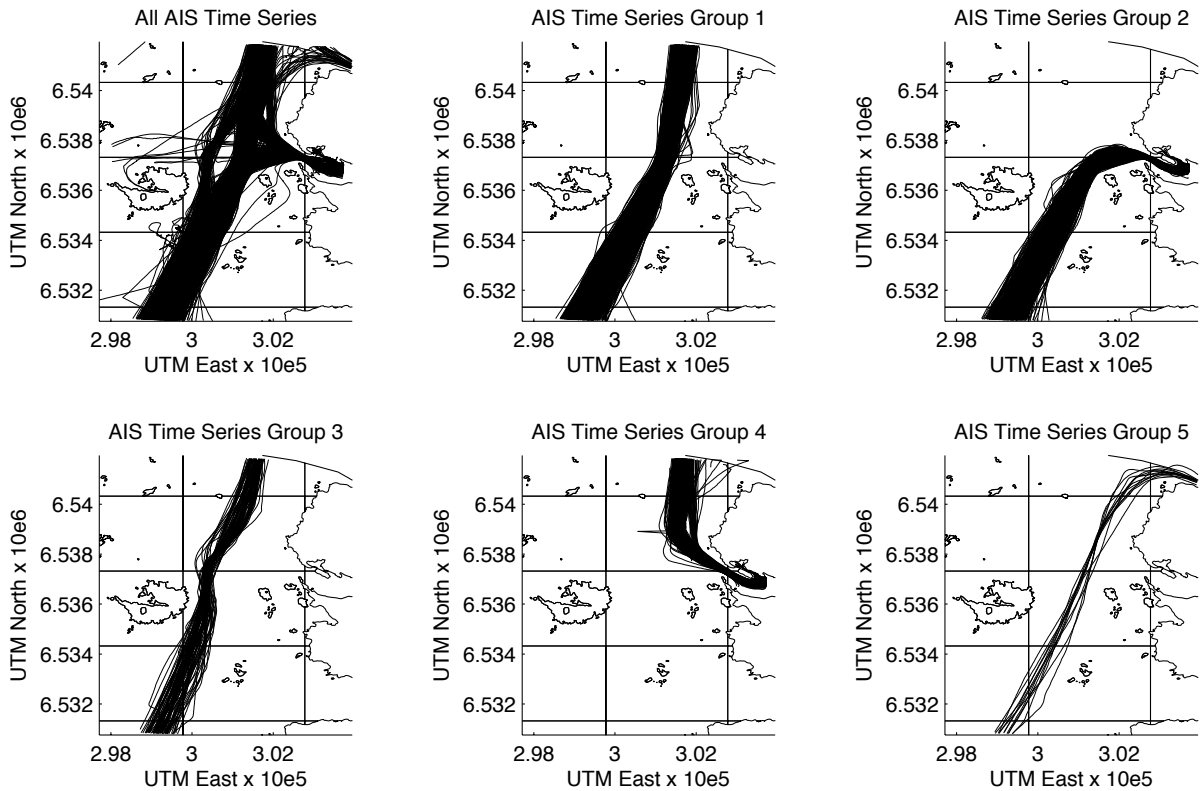 All AIS Time Series
AIS Time Series Group 1
AIS Time Series Group 2
UTM North x 10e6
6.54
6.538
6.536
6.534
6.532
2.98 3 3.02
UTM East x 10e5
UTM North x 10e6
6.54
6.538
6.536
6.534
6.532
2.98 3 3.02
UTM East x 10e5
UTM North x 10e6
6.54
6.538
6.536
6.534
6.532
2.98 3 3.02
UTM East x 10e5
AIS Time Series Group 3
AIS Time Series Group 4
AIS Time Series Group 5
UTM North x 10e6
6.54
6.538
6.536
6.534
6.532
2.98 3 3.02
UTM East x 10e5
UTM North x 10e6
6.54
6.538
6.536
6.534
6.532
2.98 3 3.02
UTM East x 10e5
UTM North x 10e6
6.54
6.538
6.536
6.534
6.532
2.98 3 3.02
UTM East x 10e5